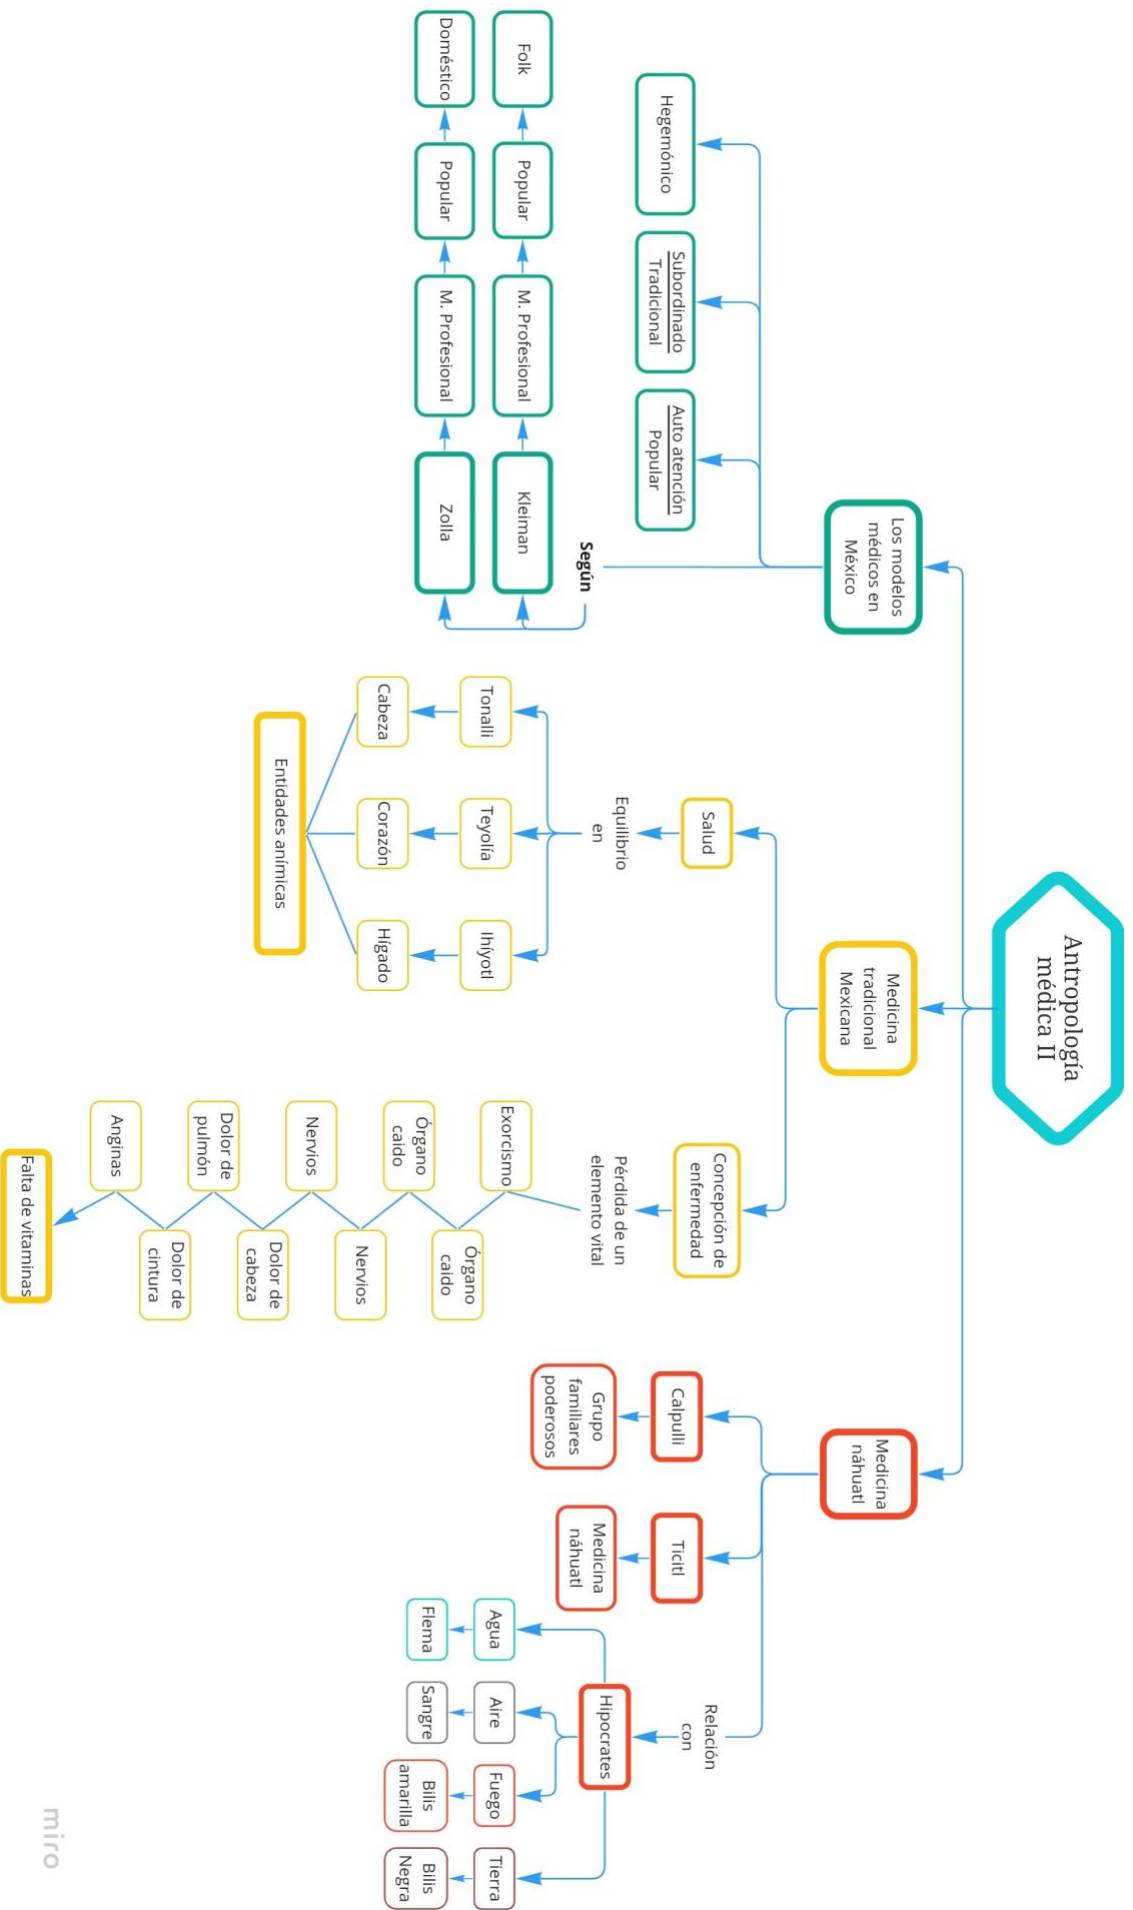 Antropología
médica II
Los modelos
médicos en
México
Hegemónico
Subordinado
Tradicional
Auto atención
Popular
Según
Kleiman
M. Profesional
Popular
Folk
Zolla
M. Profesional
Popular
Doméstico
Medicina
tradicional
Mexicana
Salud
Equilibrio
en
Tonalli
Teyolía
Ihíyotl
Cabeza
Corazón
Hígado
Entidades anímicas
Concepción de
enfermedad
Pérdida de un
elemento vital
Exorcismo
Órgano
caido
Órgano
caido
Nervios
Nervios
Dolor de
cabeza
Dolor de
pulmón
Dolor de
cintura
Anginas
Falta de vitaminas
Medicina
náhuatl
Calpulli
Grupo
familiares
poderosos
Ticitl
Medicina
náhuatl
Relación
con
Hipocrates
Agua
Aire
Fuego
Tierra
Flema
Sangre
Bilis
amarilla
Bilis
Negra
miro